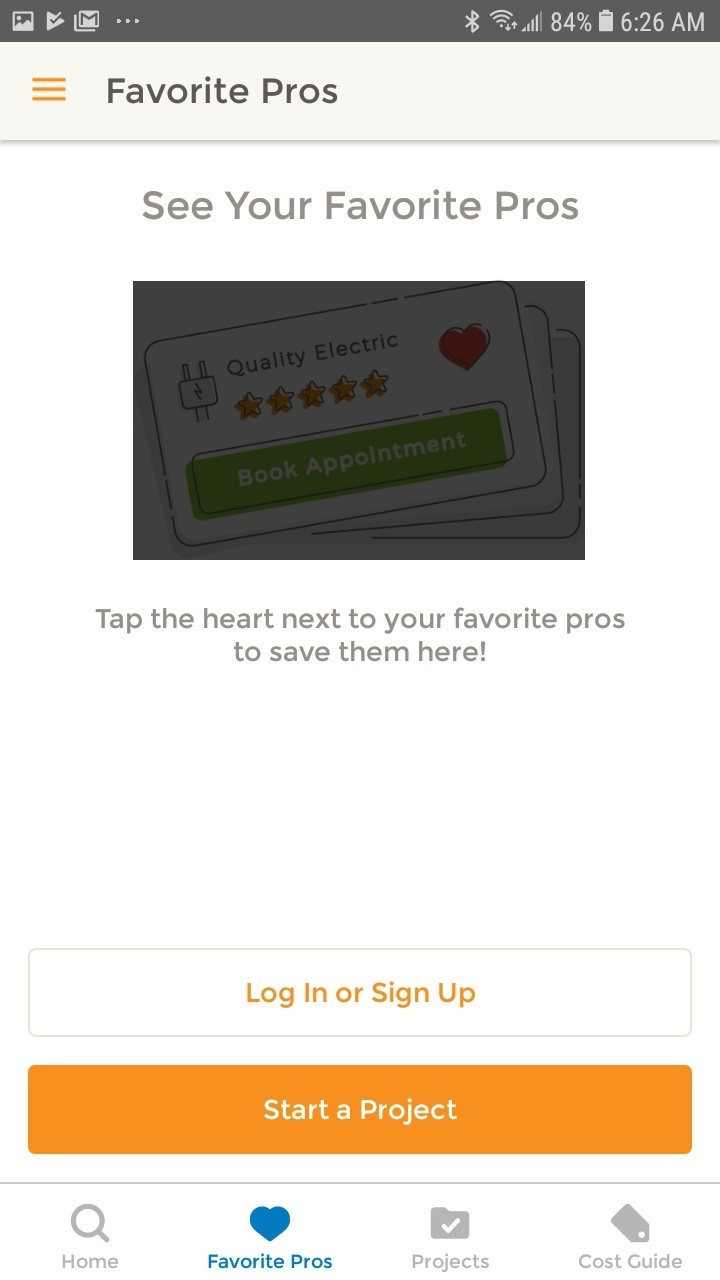 84% 6:26 AM
Favorite Pros
See Your Favorite Pros
Quality Electric
Book Appointment
Tap the heart next to your favorite pros
to save them here!
Log In or Sign Up
Start a Project
Home Favorite Pros Projects Cost Guide